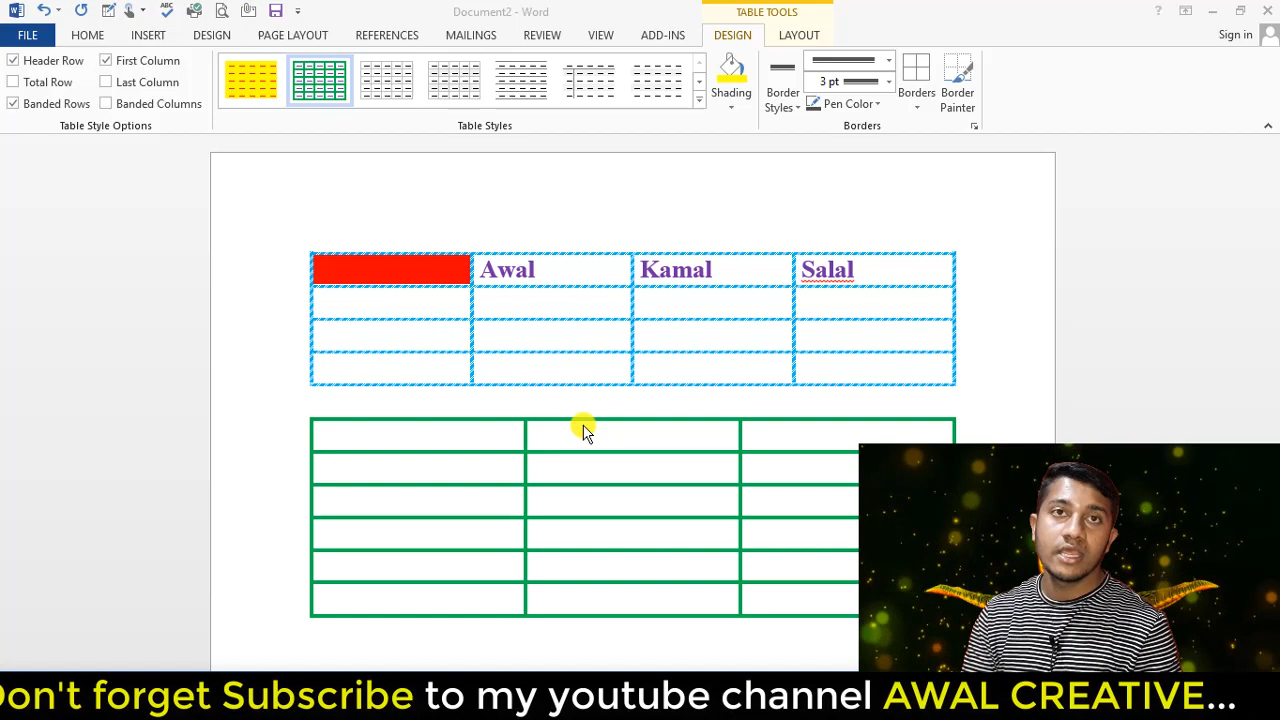 Document2 - Word
TABLE TOOLS
?
FILE
HOME
INSERT
DESIGN
PAGE LAYOUT
REFERENCES
MAILINGS
REVIEW
VIEW
ADD-INS
DESIGN
LAYOUT
Sign in
Header Row
First Column
Total Row
Last Column
Banded Rows
Banded Columns
Table Style Options
Table Styles
Shading
Border
Styles
3 pt
Pen Color
Borders
Border
Painter
Borders
Awal Kamal Salal
Don't forget Subscribe to my youtube channel AWAL CREATIVE...